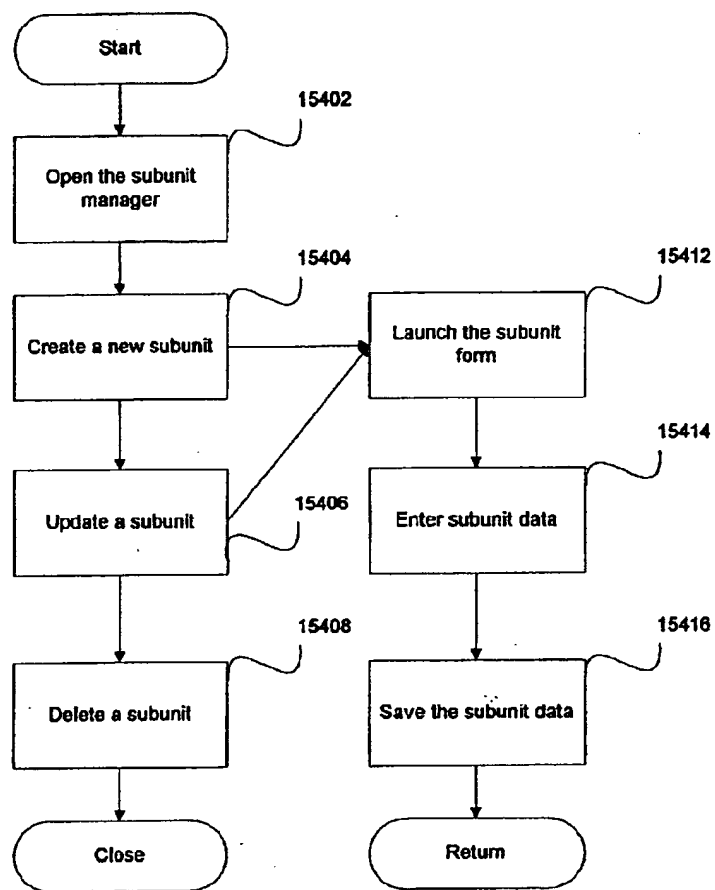 Start
15402
Open the subunit
manager
15404
Create a new subunit
15412
Launch the subunit
form
Update a subunit
15406
15414
Enter subunit data
15408
Delete a subunit
15416
Save the subunit data
Close
Return